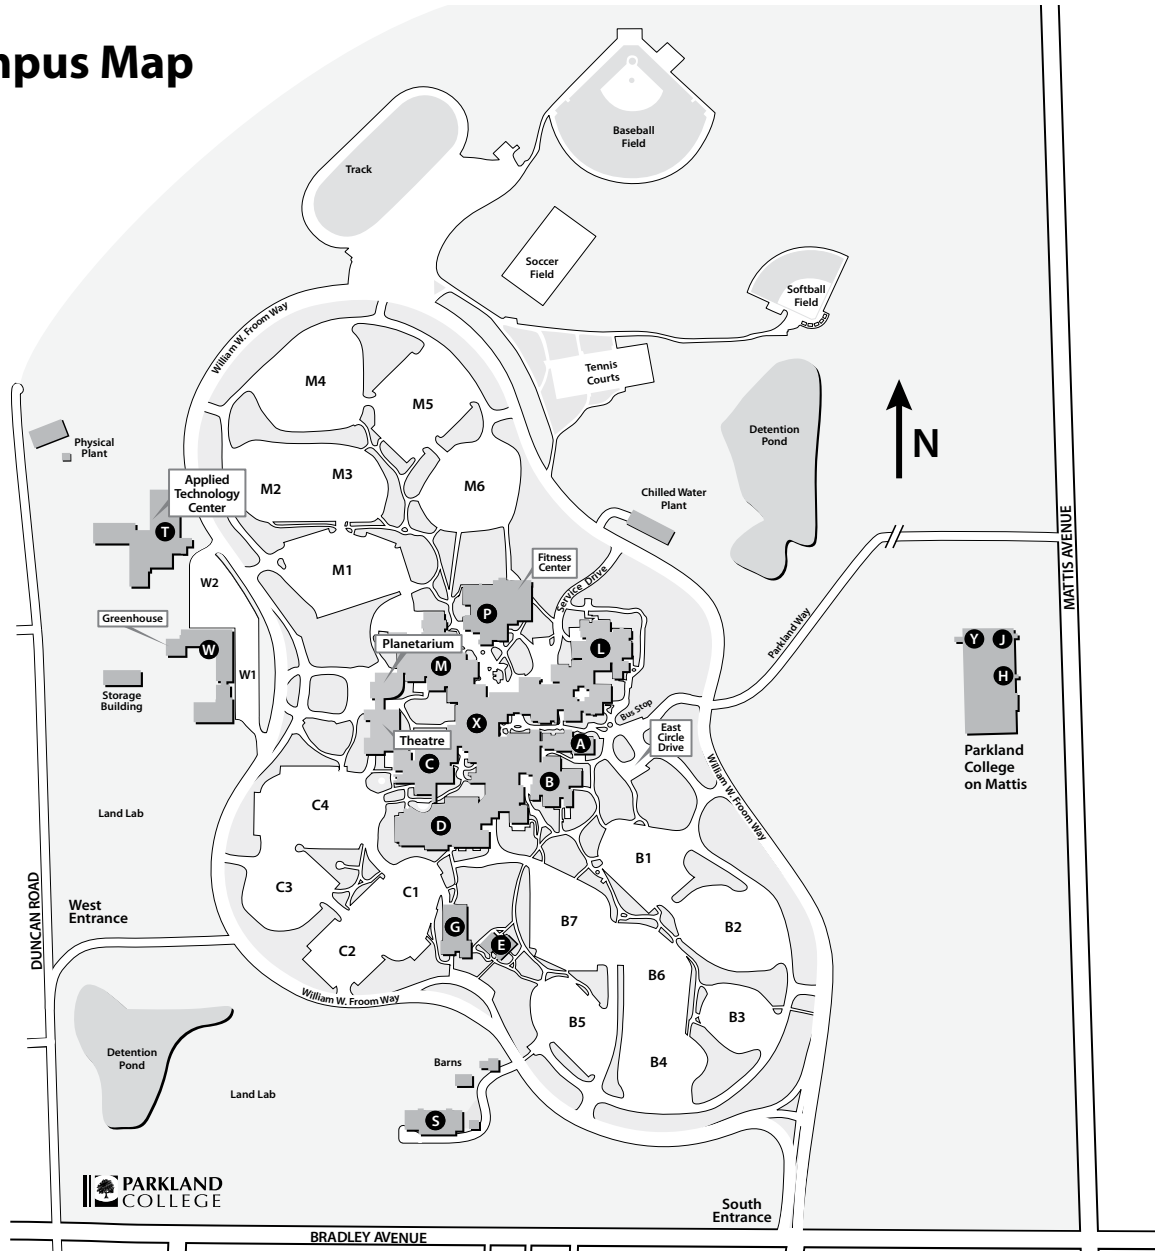 mpus Map
Baseball
Field
Track
Soccer
Field
Softball
Field
William W. Froom Way
Tennis
Courts
M4
M5
Detention
Pond
N
Physical
Plant
Applied
Technology
Center
M3
M2
M6
Chilled Water
Plant
T
MATTIS AVENUE
Fitness
Center
M1
W2
Service Drive
P
Greenhouse
Parkland Way
Planetarium
L
Y
J
W
M
H
W1
Storage
Building
Bus Stop
X
East
Circle
Drive
Theatre
A
Parkland
College
on Mattis
C
B
William W. Froom Way
C4
Land Lab
D
B1
C3
C1
DUNCAN ROAD
West
Entrance
G
B7
B2
E
C2
B6
William W. Froom Way
B5
B3
Detention
Pond
Barns
B4
Land Lab
S
PARKLAND
COLLEGE
South
Entrance
BRADLEY AVENUE